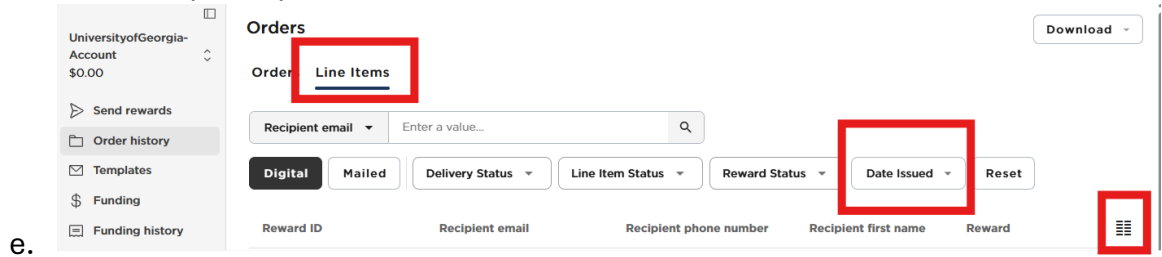 Orders
Download
UniversityofGeorgia-
Account
$0.00
Order Line Items
Send rewards
Recipient email Enter a value...
Order history
Templates
Digital Mailed Delivery Status Line Item Status Reward Status Date Issued Reset
$ Funding
Funding history
Reward ID Recipient email Recipient phone number Recipient first name Reward
e.